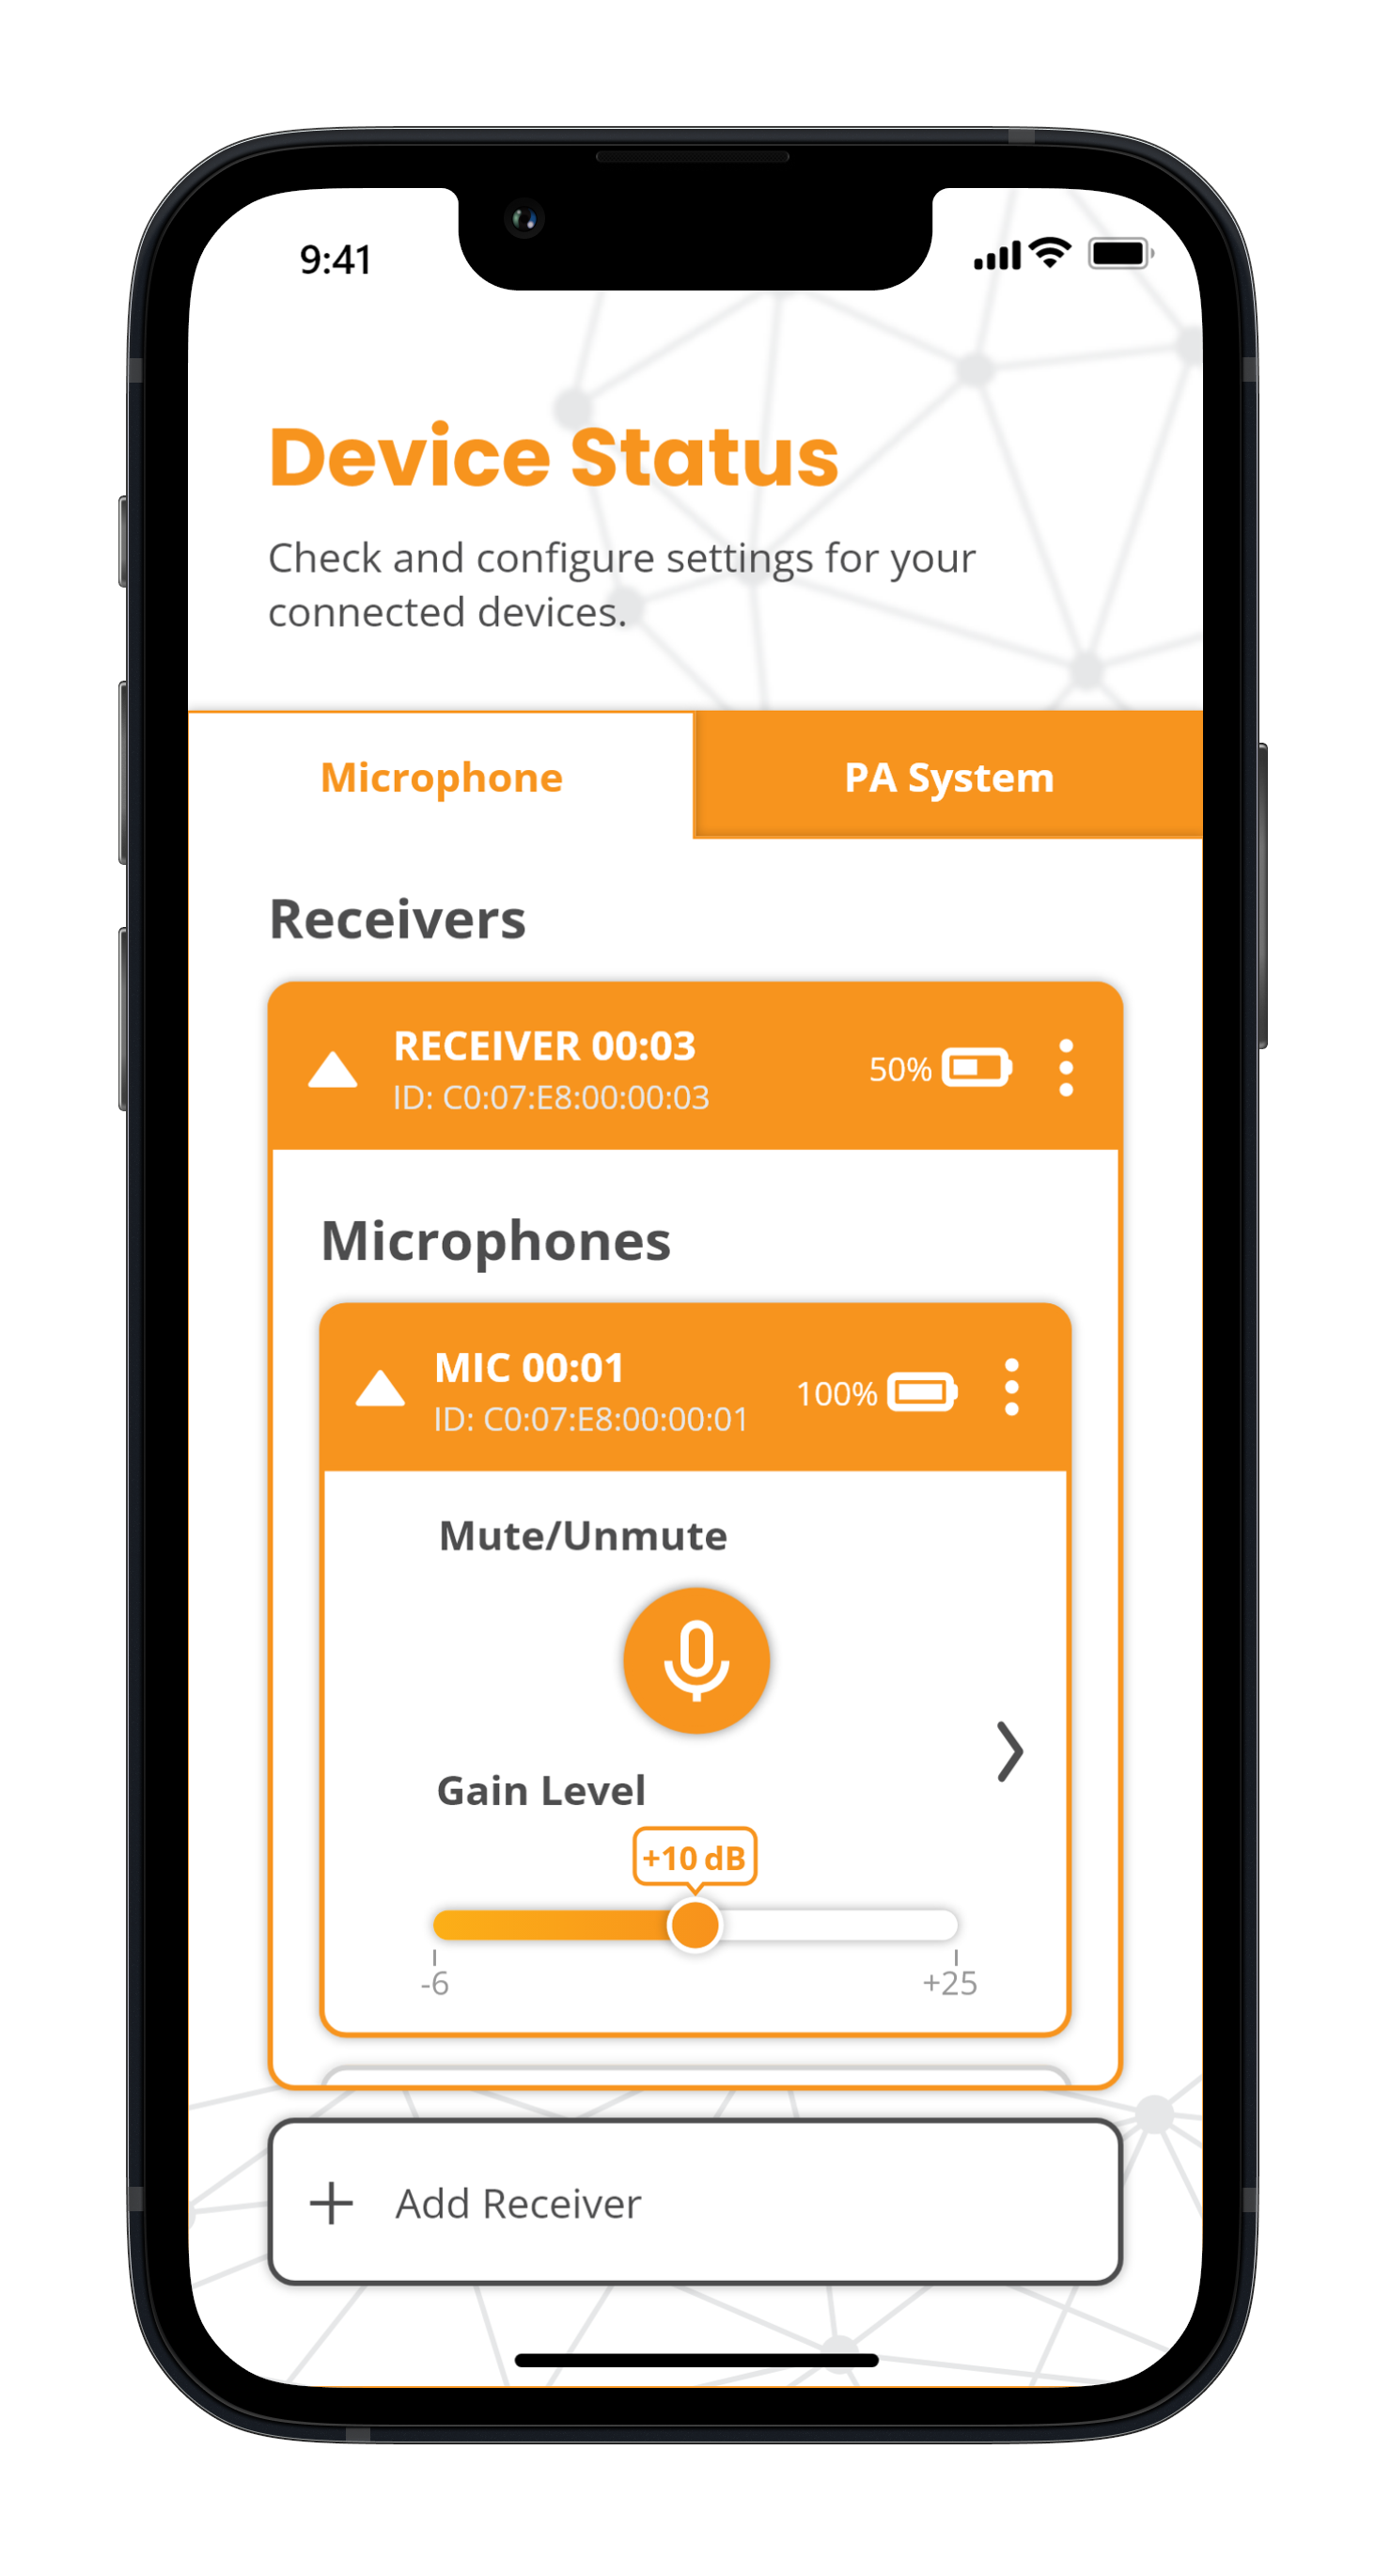 9:41
Device Status
Check and configure settings for your
connected devices.
Microphone
PA System
Receivers
RECEIVER 00:03
50%
ID: C0:07:E8:00:00:03
Microphones
MIC 00:01
100%
ID: C0:07:E8:00:00:01
Mute/Unmute
Gain Level
+10 dB
-6
+25
Add Receiver